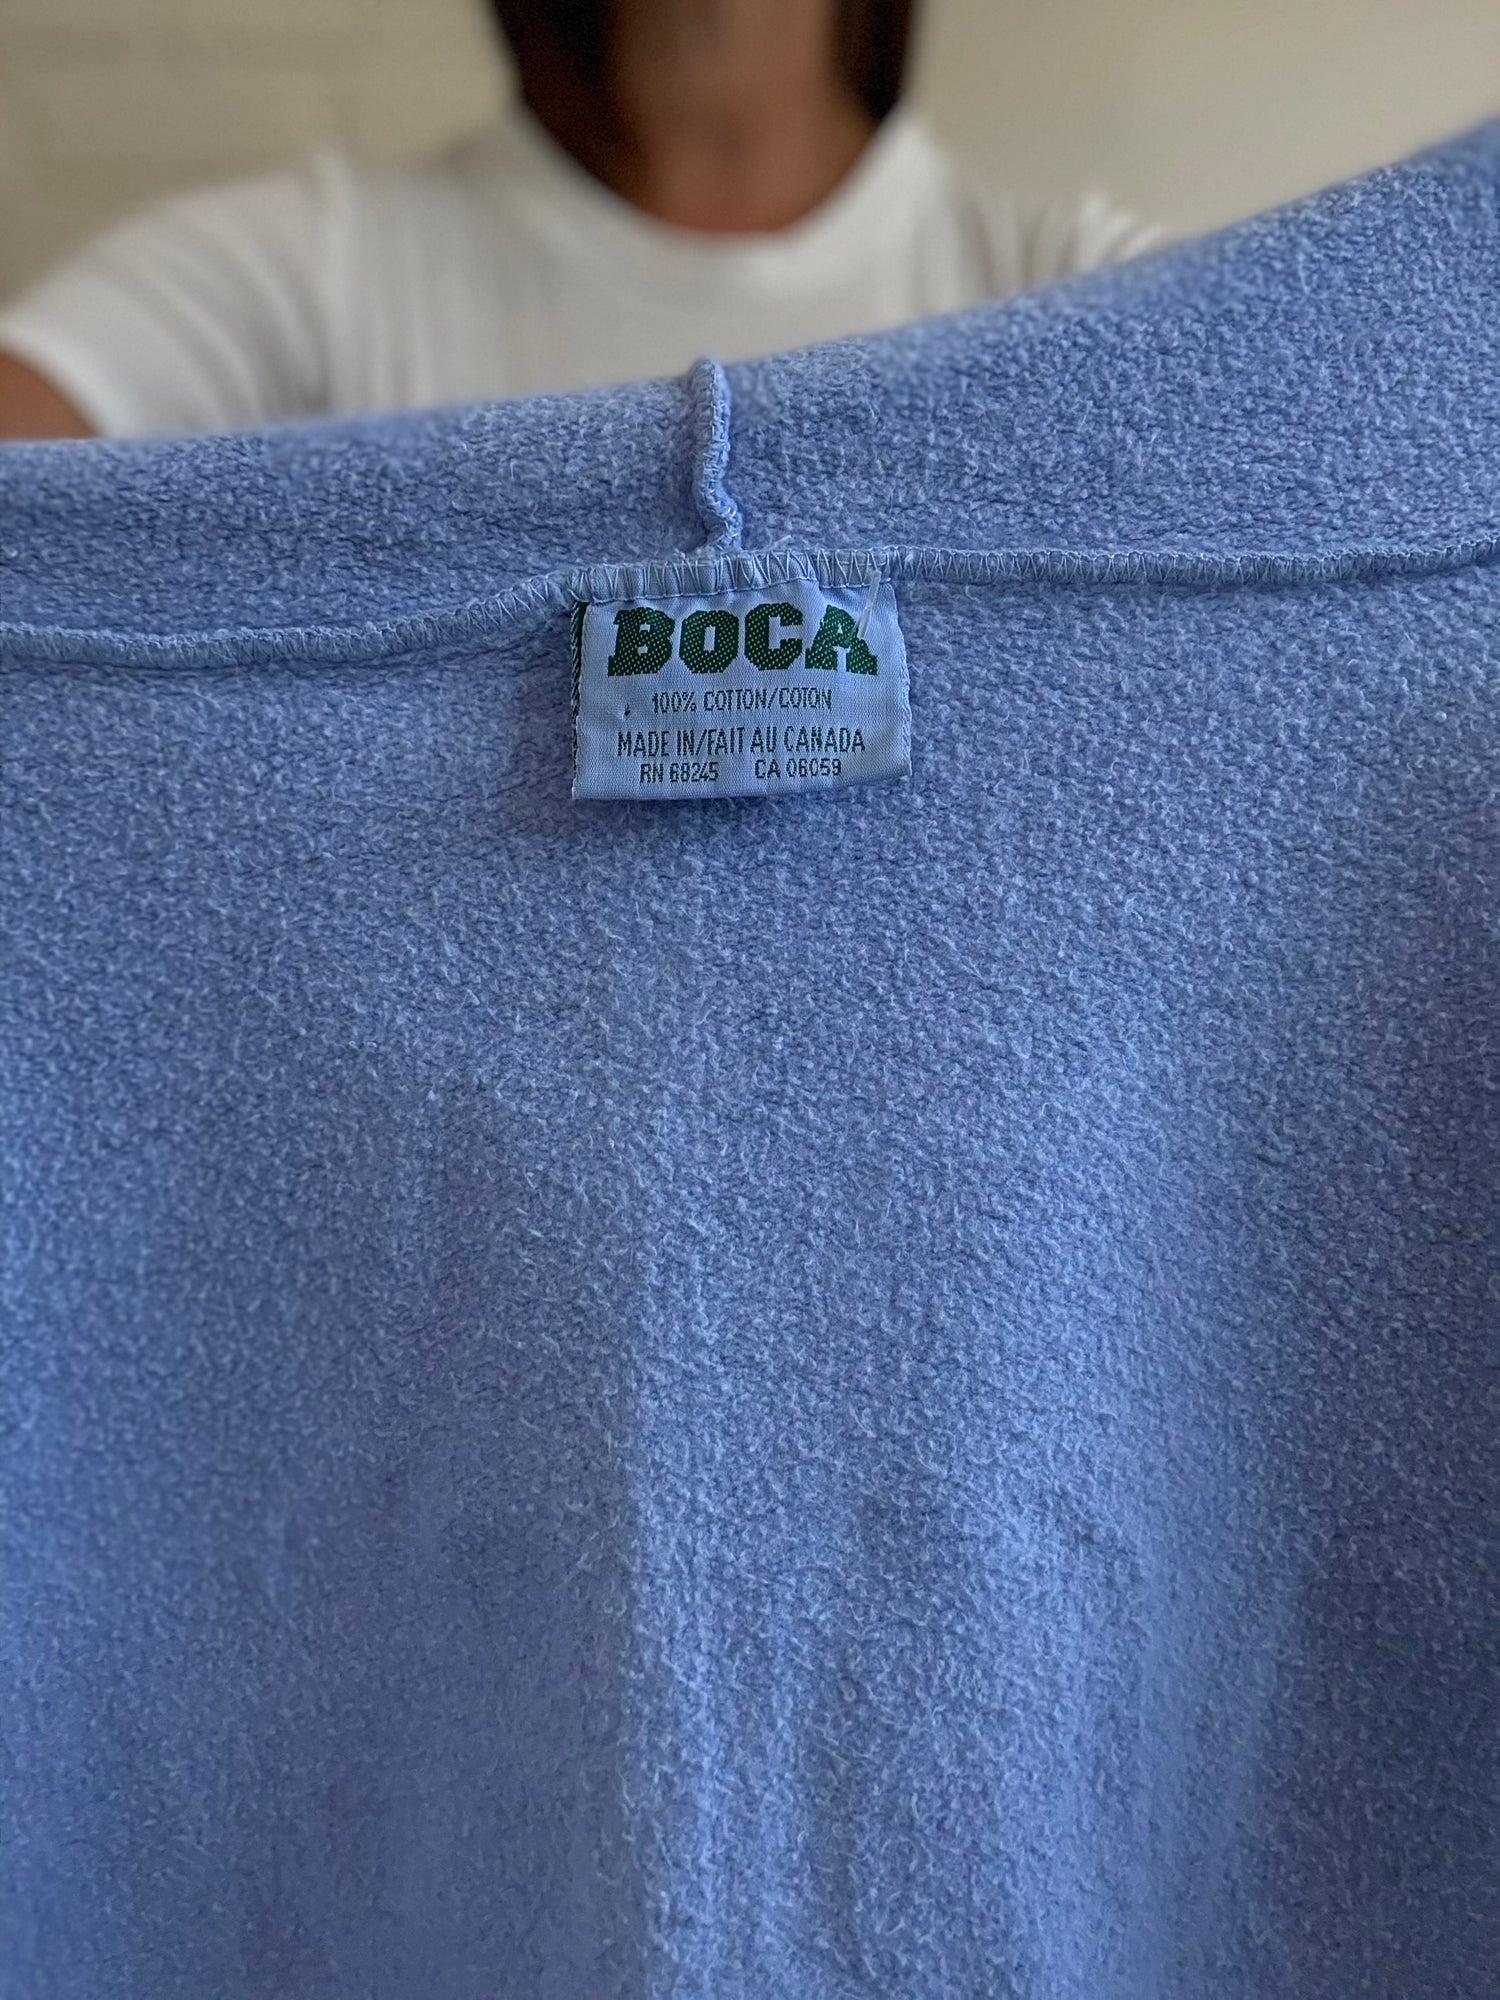 BOCA
100% COTTON/COTON
MADE IN/FAIT AU CANADA
RN 68245 CA 06059